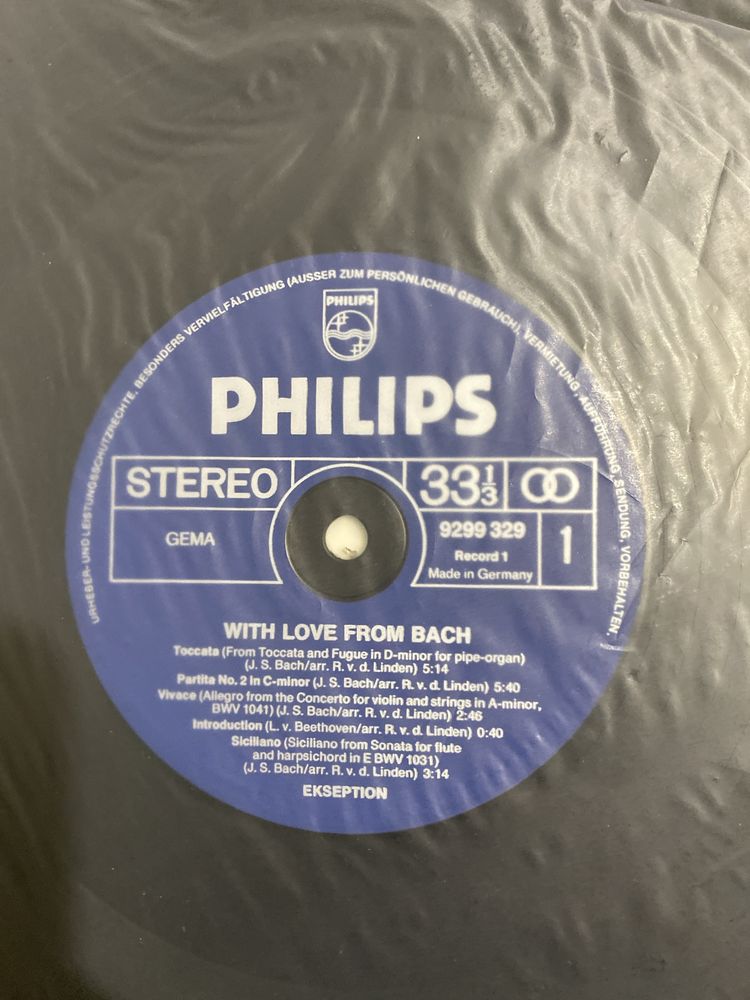 URHEBER- UND LEISTUNGSSCHUTZRECHTE, BESONDERS VERVIELFÄLTIGUNG (AUSSER ZUM PERSÖNLICHEN GEBRAUCH), VERMIETUNG, AUFFÜHRUNG, SENDUNG, VORBEHALTEN.
PHILIPS
PHILIPS
STEREO
33 1/3
GEMA
9299 329
Record 1
Made in Germany
1
WITH LOVE FROM BACH
Toccata (From Toccata and Fugue in D-minor for pipe-organ)
(J. S. Bach/arr. R. v. d. Linden) 5:14
Partita No. 2 in C-minor (J. S. Bach/arr. R. v. d. Linden) 5:40
Vivace (Allegro from the Concerto for violin and strings in A-minor,
BWV 1041) (J. S. Bach/arr. R. v. d. Linden) 2:46
Introduction (L. v. Beethoven/arr. R. v. d. Linden) 0:40
Siciliano (Siciliano from Sonata for flute
and harpsichord in E BWV 1031)
(J. S. Bach/arr. R. v. d. Linden) 3:14
EKSEPTION